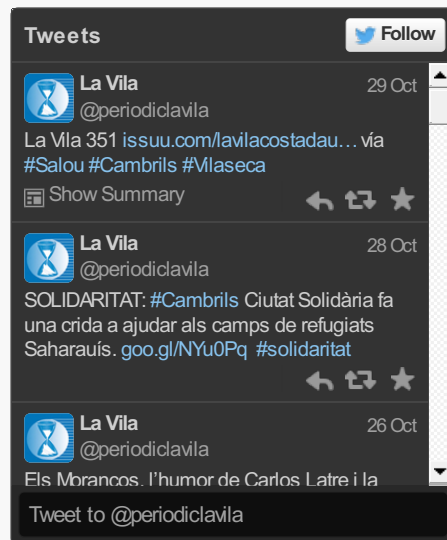 Tweets
Follow
La Vila
29 Oct
@periodiclavila
La Vila 351 issuu.com/lavilacostadau… vía
#Salou #Cambrils #Vilaseca
Show Summary
La Vila
28 Oct
@periodiclavila
SOLIDARITAT: #Cambrils Ciutat Solidària fa
una crida a ajudar als camps de refugiats
Saharauís. goo.gl/NYu0Pq #solidaritat
La Vila
26 Oct
@periodiclavila
Els Morancos, l'humor de Carlos Latre i la
Tweet to @periodiclavila